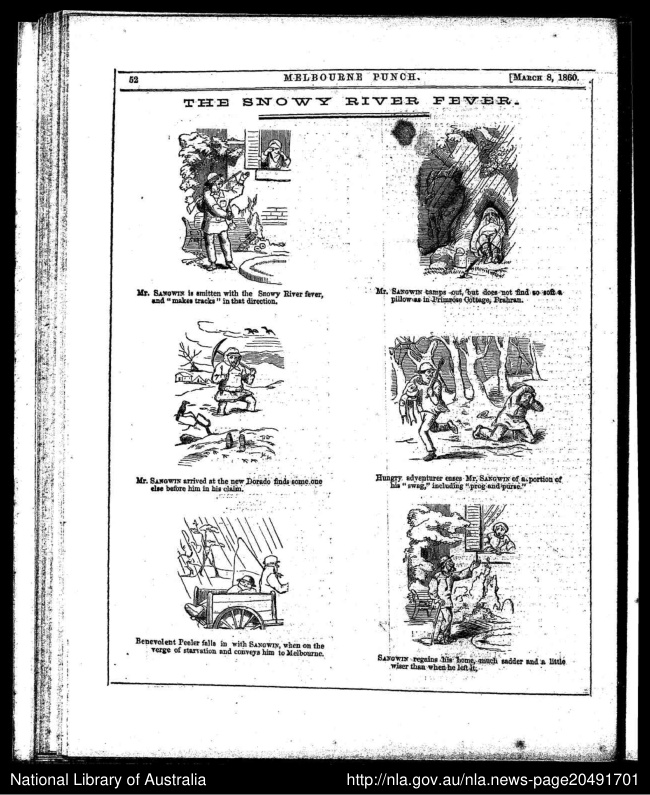 52
MELBOURNE PUNCH.
[MARCH 8, 1860.
THE SNOWY RIVER FEVER.
MR. SANGWIN is smitten with the Snowy River fever,
and "makes tracks" in that direction.
MR. SANGWIN camps out, but does not find so soft a
pillow as in Primrose Cottage, Prahran.
MR. SANGWIN arrived at the new Dorado finds some one
else before him in his claim.
Hungry adventurer eases MR. SANGWIN of a portion of
his "swag," including "prog and purse."
Benevolent Peeler falls in with SANGWIN, when on the
verge of starvation and conveys him to Melbourne.
SANGWIN regains his home, much sadder and a little
wiser than when he left it.
National Library of Australia
http://nla.gov.au/nla.news-page20491701